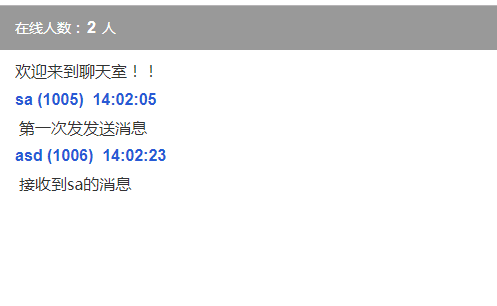 在线人数：2 人
欢迎来到聊天室！！
sa (1005) 14:02:05
第一次发发送消息
asd (1006) 14:02:23
接收到sa的消息